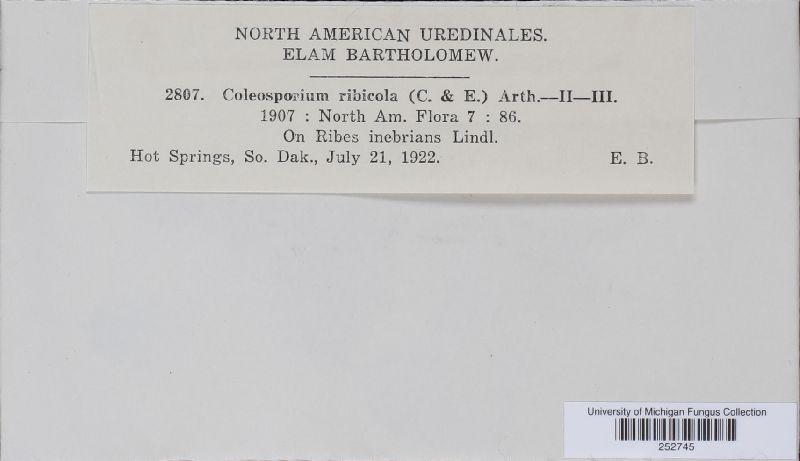 NORTH AMERICAN UREDINALES.
ELAM BARTHOLOMEW.
2807. Coleosporium ribicola (C. & E.) Arth.—II—III.
1907 : North Am. Flora 7 : 86.
On Ribes inebrians Lindl.
Hot Springs, So. Dak., July 21, 1922. E. B.
University of Michigan Fungus Collection
252745